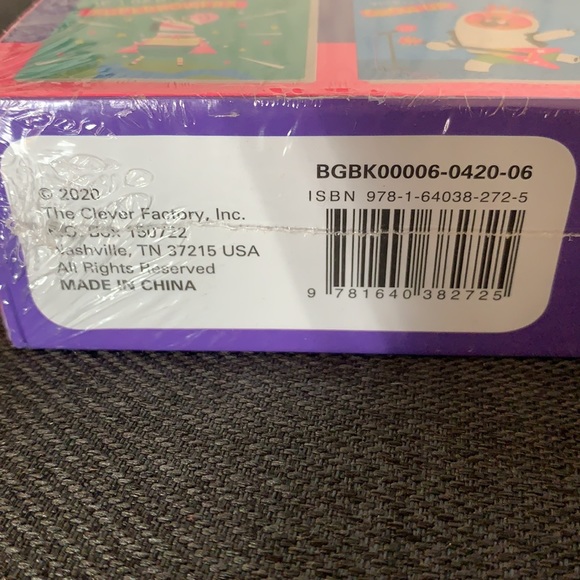 © 2020
The Clever Factory, Inc.
P.O. Box 150722
Nashville, TN 37215 USA
All Rights Reserved
MADE IN CHINA
BGBK00006-0420-06
ISBN 978-1-64038-272-5
9 781640 382725